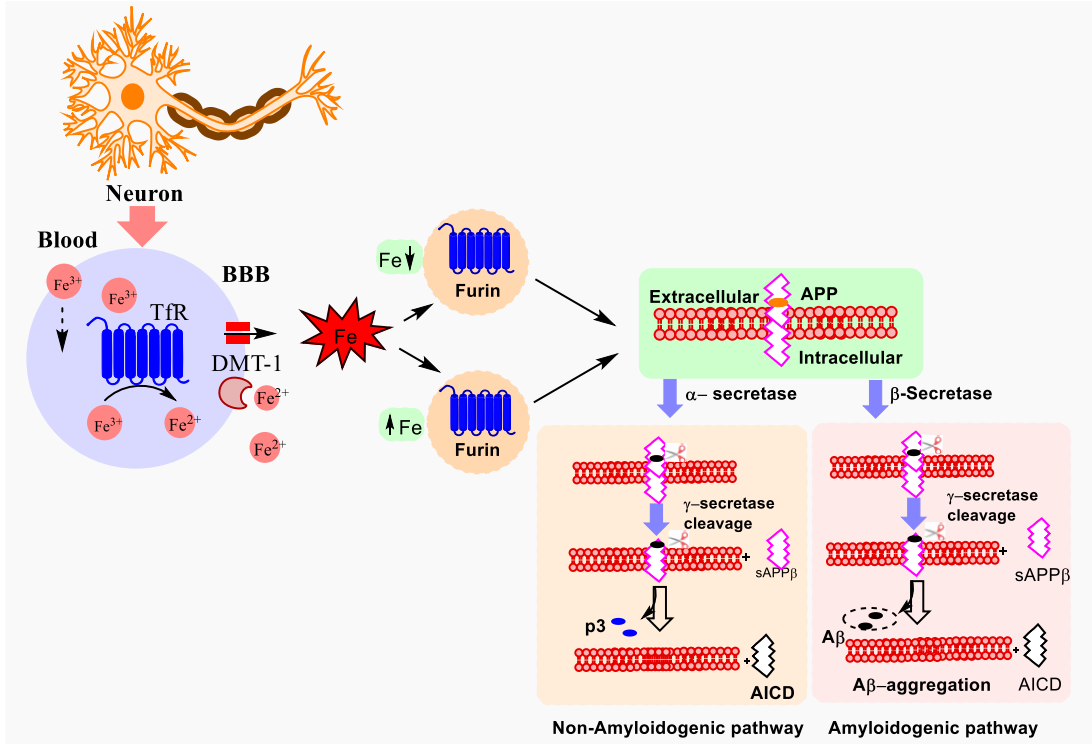 Neuron
Blood
BBB
Fe3+
Fe3+
TfR
DMT-1
Fe3+
Fe2+
Fe2+
Fe2+
Fe
Fe
Furin
Fe
Furin
Extracellular
APP
Intracellular
α– secretase
β-Secretase
γ–secretase
cleavage
+
sAPPβ
p3
+
AICD
Non-Amyloidogenic pathway
γ–secretase
cleavage
+
sAPPβ
Aβ
+
Aβ–aggregation
AICD
Amyloidogenic pathway